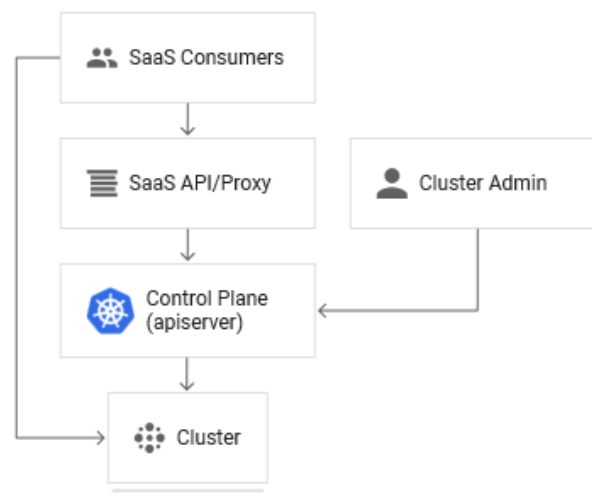 SaaS Consumers
SaaS API/Proxy
Cluster Admin
Control Plane
(apiserver)
Cluster